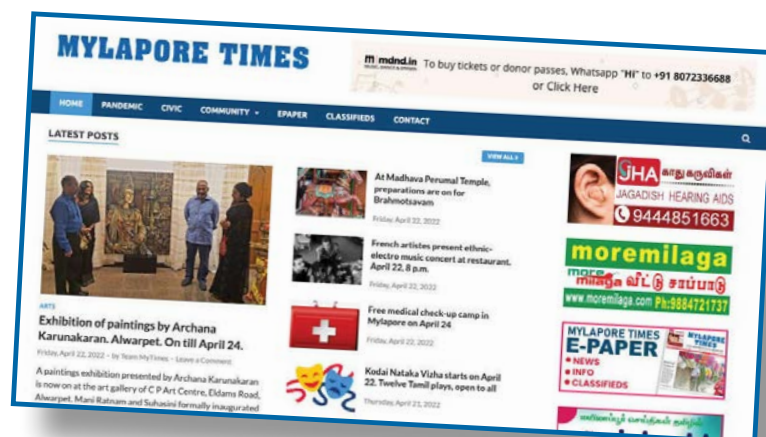 MYLAPORE TIMES
mdnd.in
To buy tickets or donor passes, Whatsapp "Hi" to +91 8072336688
or Click Here
HOME
PANDEMIC
CIVIC
COMMUNITY
EPAPER
CLASSIFIEDS
CONTACT
LATEST POSTS
VIEW ALL
ARTS
Exhibition of paintings by Archana
Karunakaran. Alwarpet. On till April 24.
Friday, April 22, 2022 - by Team MyTimes - Leave a Comment
A paintings exhibition presented by Archana Karunakaran
is now on at the art gallery of C P Art Centre, Eldams Road,
Alwarpet. Mani Ratnam and Suhasini formally inaugurated
At Madhava Perumal Temple,
preparations are on for
Brahmotsavam
Friday, April 22, 2022
French artistes present ethnic-
electro music concert at restaurant.
April 22, 8 p.m.
Friday, April 22, 2022
Free medical check-up camp in
Mylapore on April 24
Friday, April 22, 2022
Kodai Nataka Vizha starts on April
22. Twelve Tamil plays, open to all
Thursday, April 21, 2022
JHA காது கருவிகள்
JAGADISH HEARING AIDS
9444851663
moremilaga
more milaga வீட்டு சாப்பாடு
www.moremilaga.com Ph:9884721737
MYLAPORE TIMES
E-PAPER
NEWS
INFO
CLASSIFIEDS
MYLAPORE TIMES
மயிலாப்பூர் செய்திகள் தமிழில்